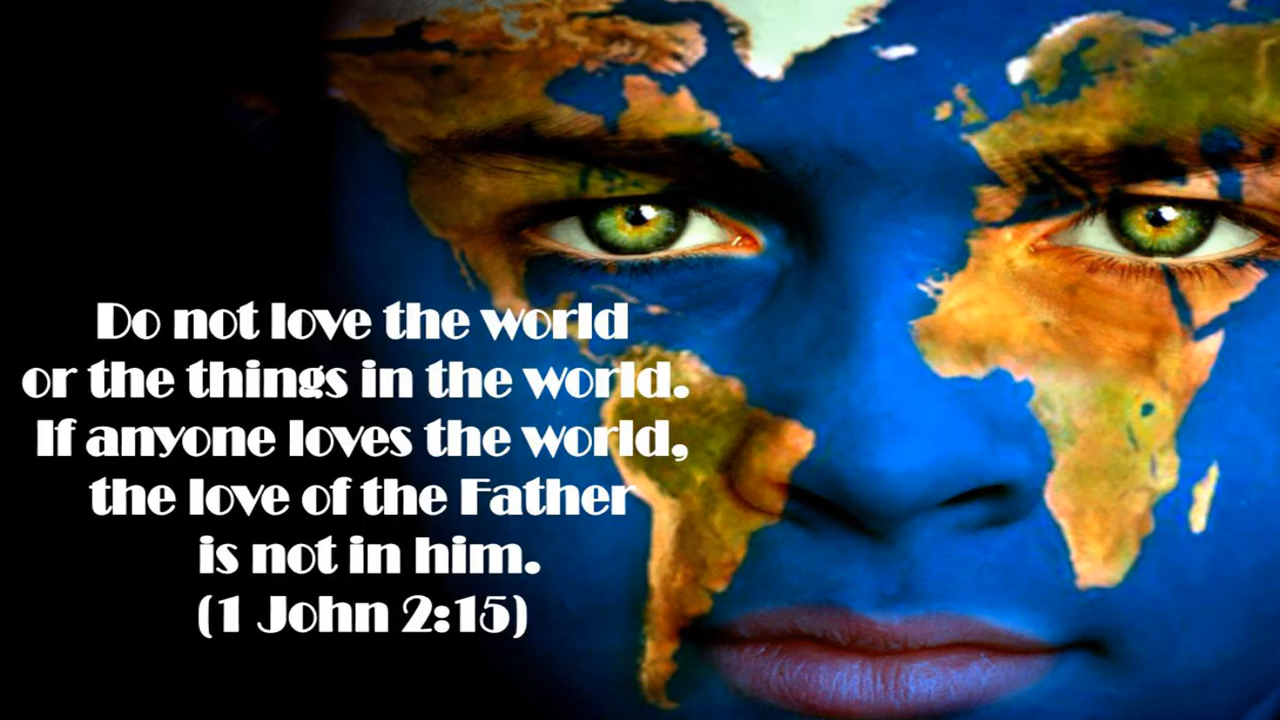 Do not love the world
or the things in the world.
If anyone loves the world,
the love of the Father
is not in him.
(1 John 2:15)